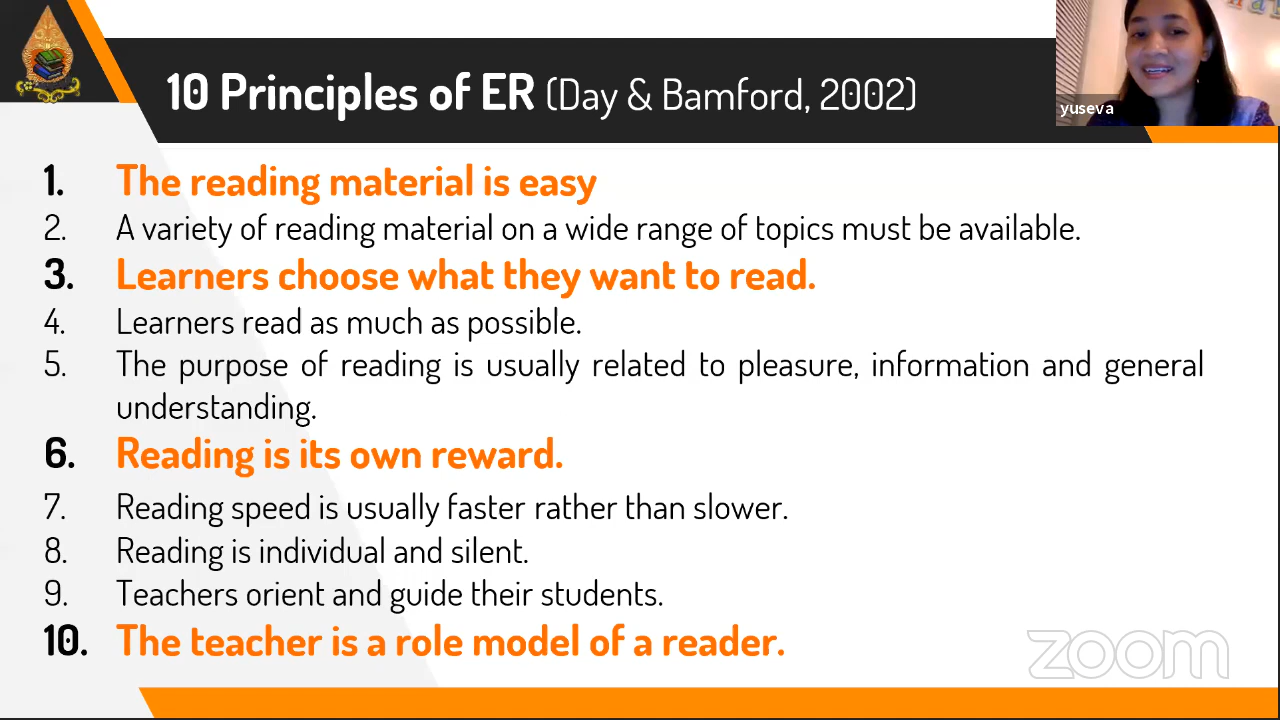 10 Principles of ER (Day & Bamford, 2002)
yuseva
1. The reading material is easy
2. A variety of reading material on a wide range of topics must be available.
3. Learners choose what they want to read.
4. Learners read as much as possible.
5. The purpose of reading is usually related to pleasure, information and general
understanding.
6. Reading is its own reward.
7. Reading speed is usually faster rather than slower.
8. Reading is individual and silent.
9. Teachers orient and guide their students.
10. The teacher is a role model of a reader.
zoom